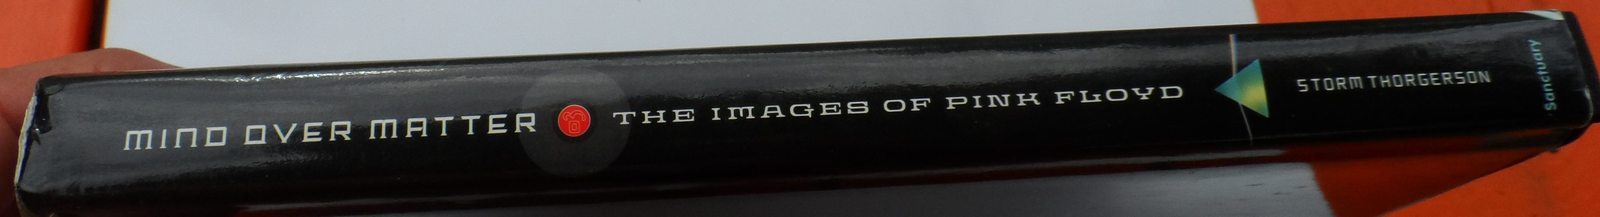 MIND OVER MATTER THE IMAGES OF PINK FLOYD STORM THORGERSON
Sanctuary